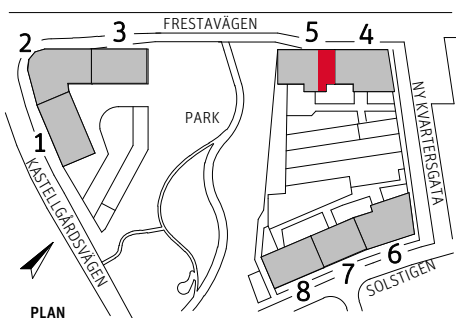 FRESTAVÄGEN
2
3
5
4
PARK
NY KVARTERSGATA
1
KASTELLGÅRDSVÄGEN
6
7
8
SOLSTIGEN
PLAN